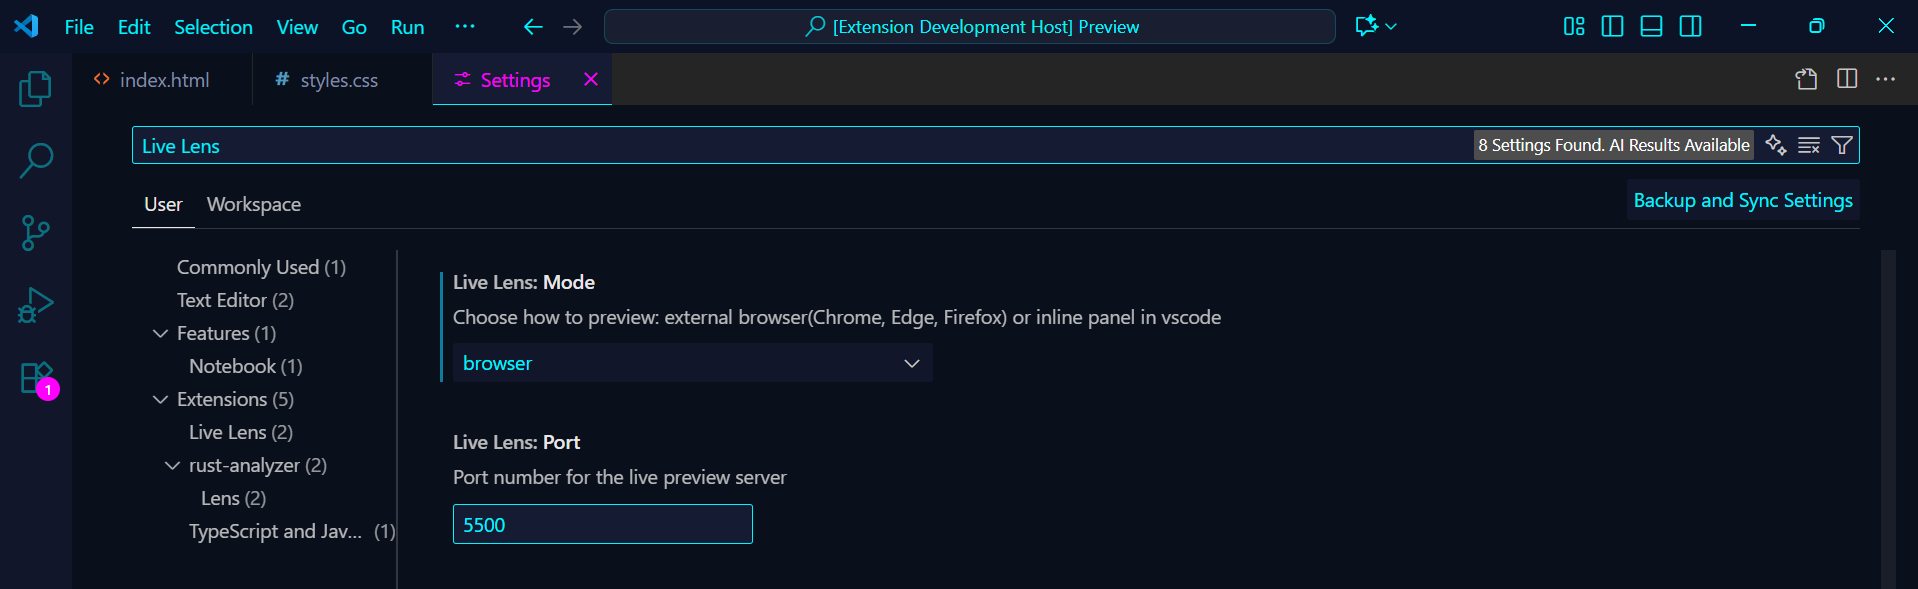 File Edit Selection View Go Run ··· [Extension Development Host] Preview
index.html styles.css Settings
Live Lens 8 Settings Found. AI Results Available
User Workspace Backup and Sync Settings
Commonly Used (1)
Text Editor (2)
Features (1)
Notebook (1)
Extensions (5)
Live Lens (2)
rust-analyzer (2)
Lens (2)
TypeScript and Jav... (1)
Live Lens: Mode
Choose how to preview: external browser(Chrome, Edge, Firefox) or inline panel in vscode
browser
Live Lens: Port
Port number for the live preview server
5500
1